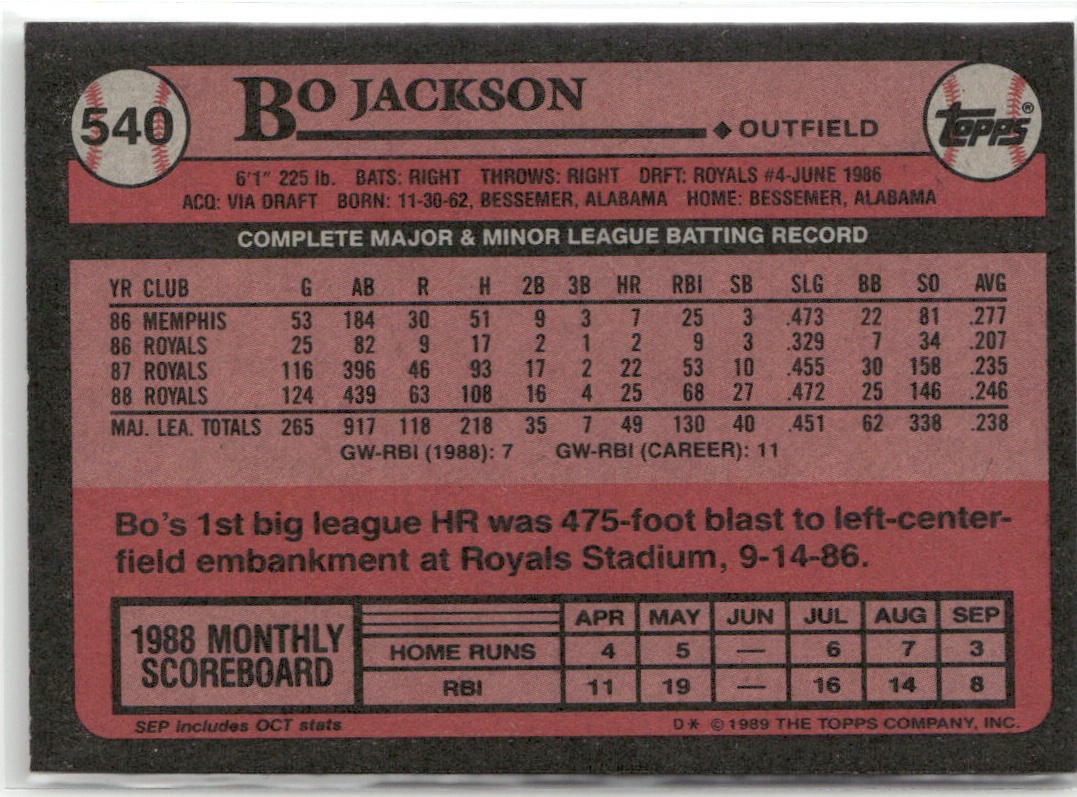 540
BO JACKSON
◆ OUTFIELD
TOPPS®
6'1" 225 lb. BATS: RIGHT THROWS: RIGHT DRFT: ROYALS #4-JUNE 1986
ACQ: VIA DRAFT BORN: 11-30-62, BESSEMER, ALABAMA HOME: BESSEMER, ALABAMA
COMPLETE MAJOR & MINOR LEAGUE BATTING RECORD
YR CLUB G AB R H 2B 3B HR RBI SB SLG BB SO AVG
86 MEMPHIS 53 184 30 51 9 3 7 25 3 .473 22 81 .277
86 ROYALS 25 82 9 17 2 1 2 9 3 .329 7 34 .207
87 ROYALS 116 396 46 93 17 2 22 53 10 .455 30 158 .235
88 ROYALS 124 439 63 108 16 4 25 68 27 .472 25 146 .246
MAJ. LEA. TOTALS 265 917 118 218 35 7 49 130 40 .451 62 338 .238
GW-RBI (1988): 7 GW-RBI (CAREER): 11
Bo's 1st big league HR was 475-foot blast to left-center-
field embankment at Royals Stadium, 9-14-86.
1988 MONTHLY
SCOREBOARD
APR MAY JUN JUL AUG SEP
HOME RUNS 4 5 — 6 7 3
RBI 11 19 — 16 14 8
SEP includes OCT stats
D* © 1989 THE TOPPS COMPANY, INC.